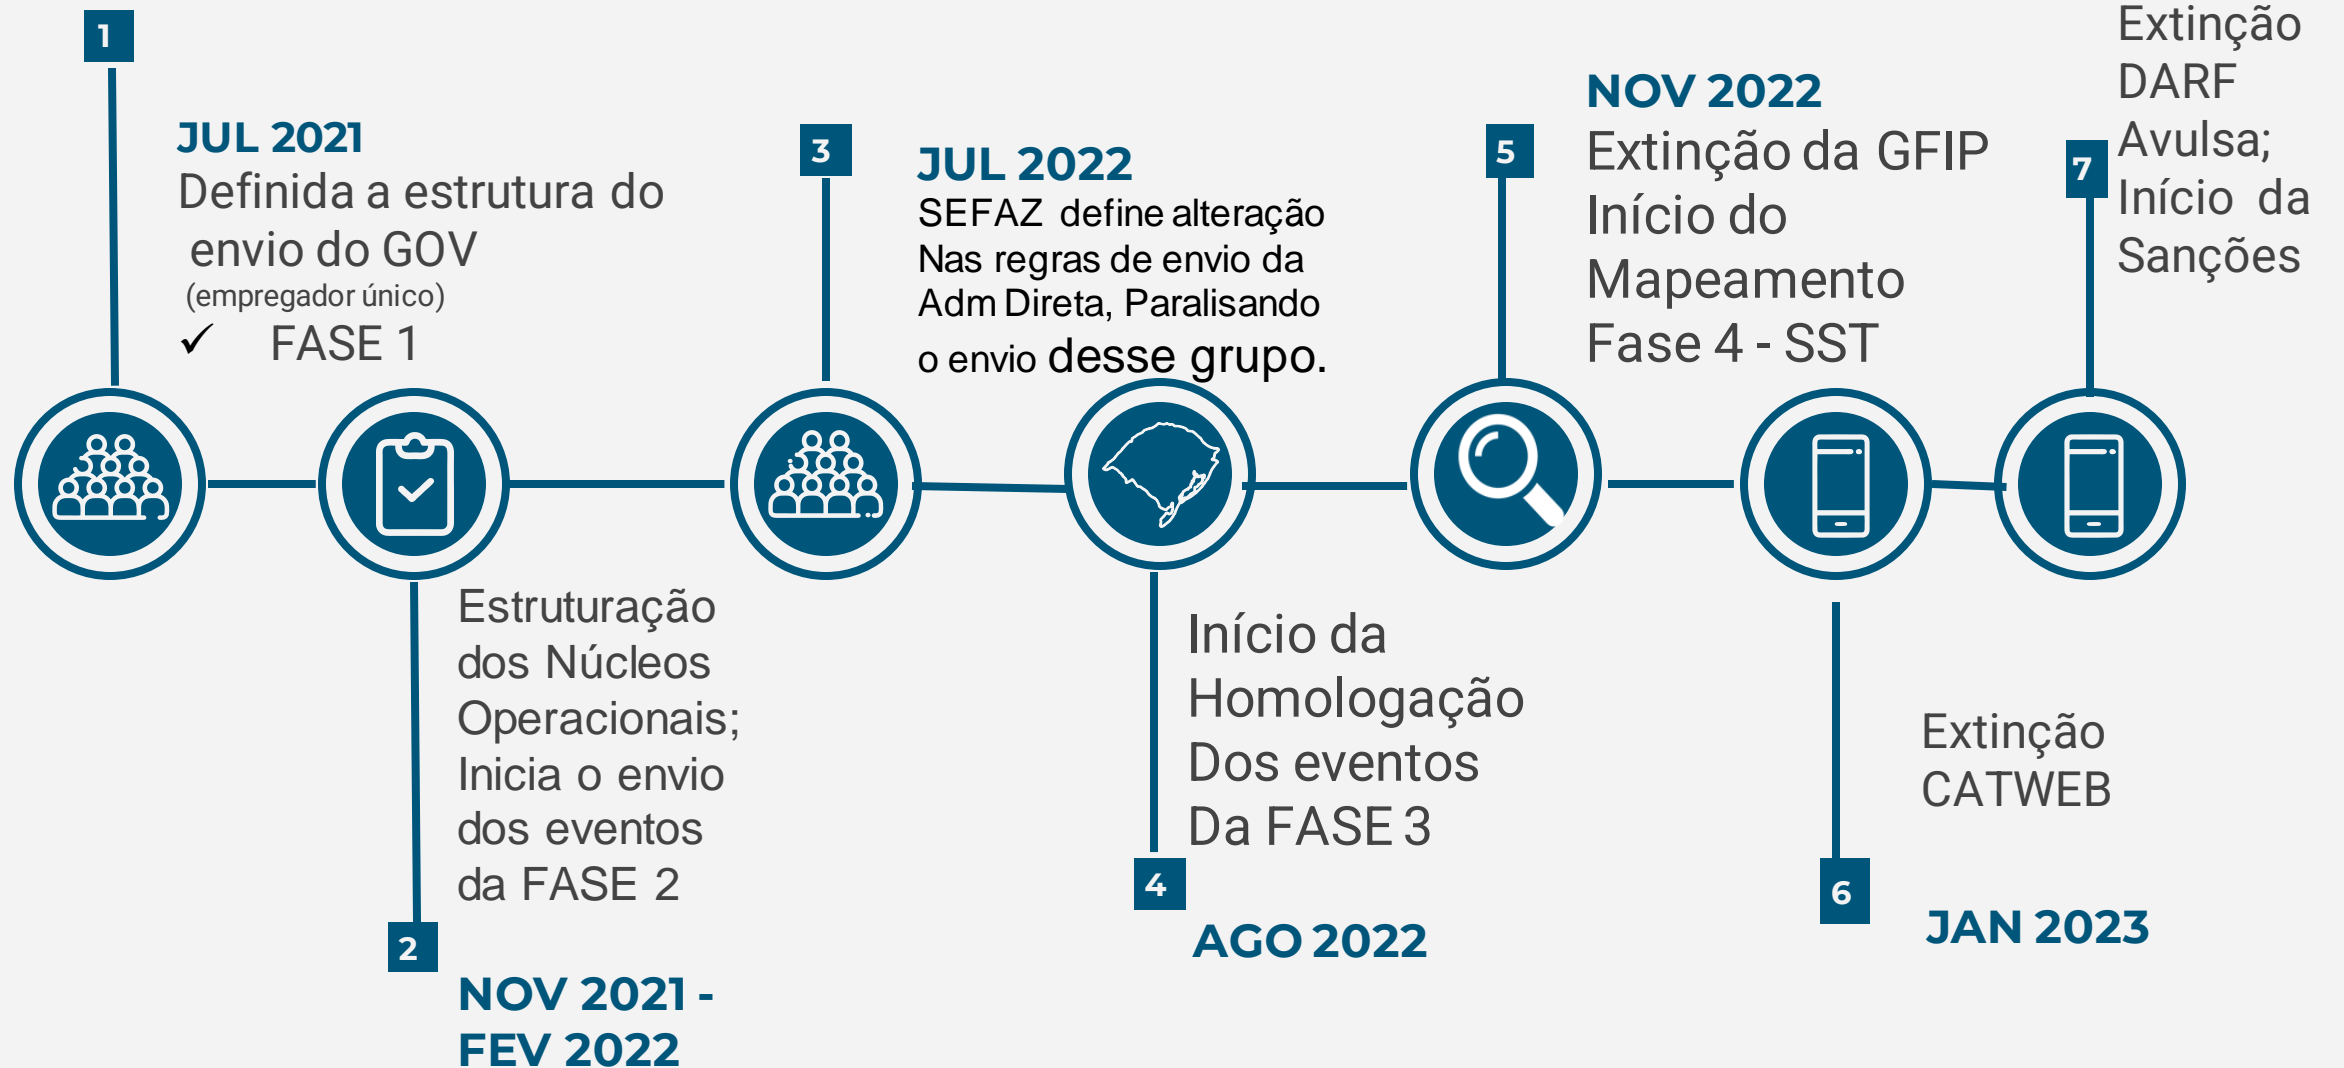 1
JUL 2021
Definida a estrutura do
envio do GOV
(empregador único)
✓ FASE 1
2
Estruturação
dos Núcleos
Operacionais;
Inicia o envio
dos eventos
da FASE 2
NOV 2021 -
FEV 2022
3
JUL 2022
SEFAZ define alteração
Nas regras de envio da
Adm Direta, Paralisando
o envio desse grupo.
4
Início da
Homologação
Dos eventos
Da FASE 3
AGO 2022
5
NOV 2022
Extinção da GFIP
Início do
Mapeamento
Fase 4 - SST
6
Extinção
CATWEB
JAN 2023
7
Extinção
DARF
Avulsa;
Início da
Sanções